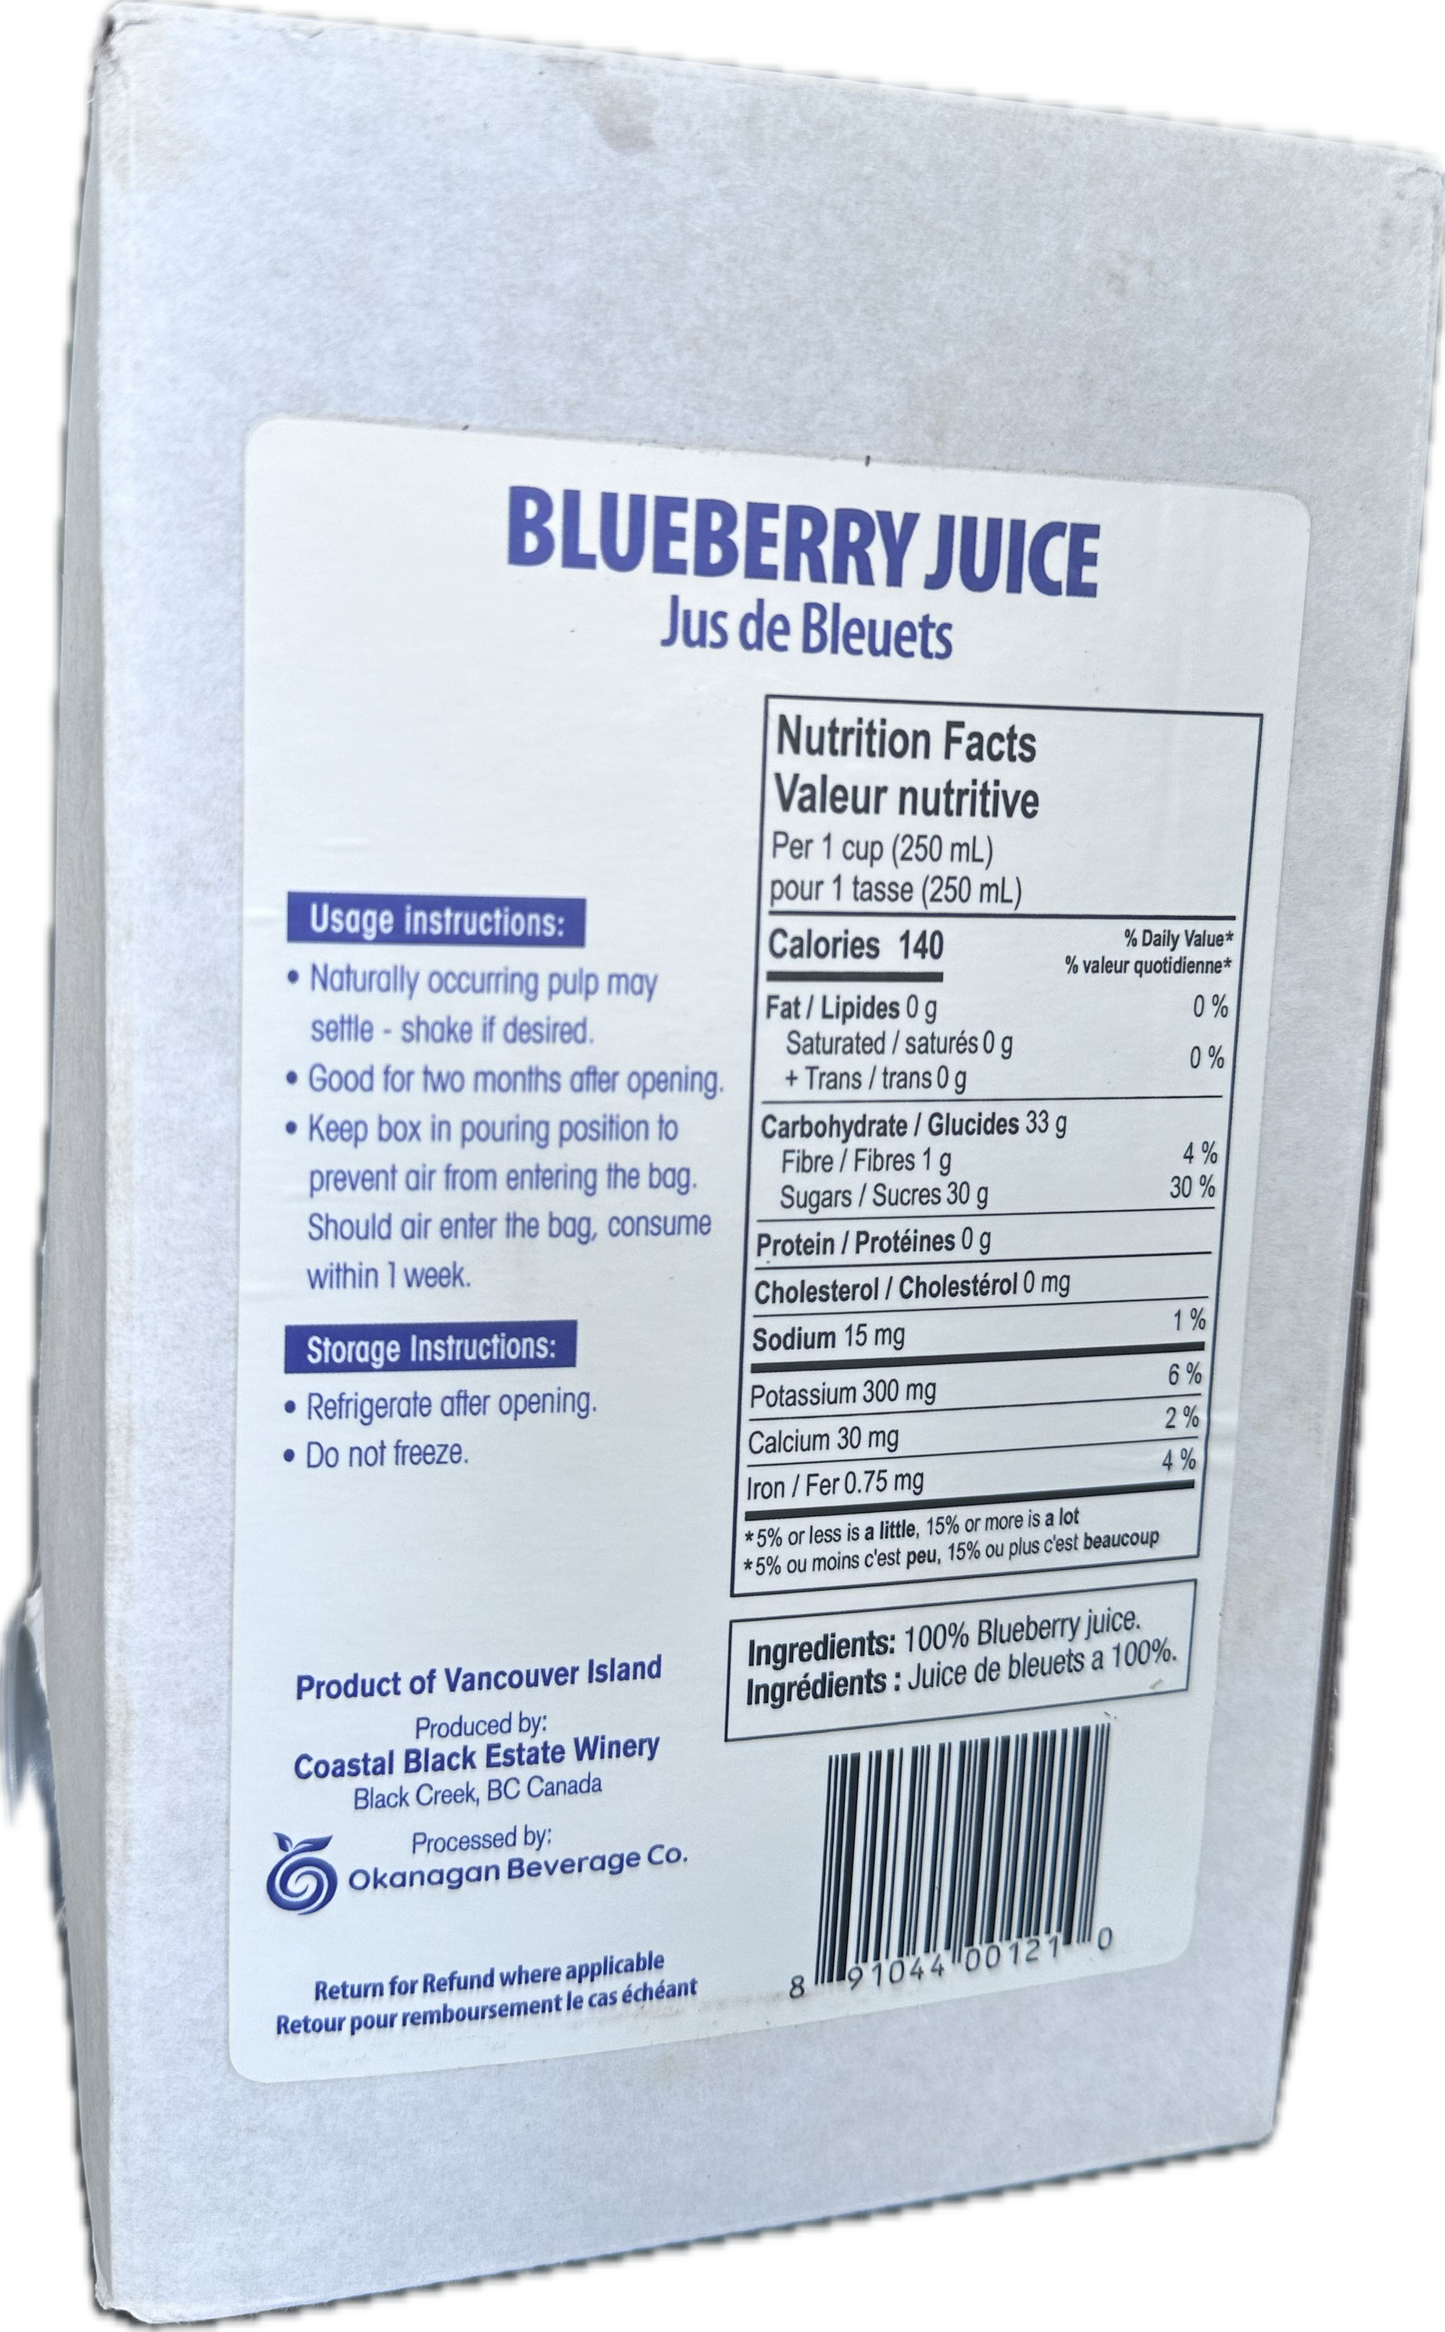 BLUEBERRY JUICE
Jus de Bleuets
Usage instructions:
• Naturally occurring pulp may
settle - shake if desired.
• Good for two months after opening.
• Keep box in pouring position to
prevent air from entering the bag.
Should air enter the bag, consume
within 1 week.
Storage Instructions:
• Refrigerate after opening.
• Do not freeze.
Product of Vancouver Island
Produced by:
Coastal Black Estate Winery
Black Creek, BC Canada
Processed by:
Okanagan Beverage Co.
Return for Refund where applicable
Retour pour remboursement le cas échéant
Nutrition Facts
Valeur nutritive
Per 1 cup (250 mL)
pour 1 tasse (250 mL)
Calories 140
% Daily Value*
% valeur quotidienne*
Fat / Lipides 0 g 0 %
Saturated / saturés 0 g
+ Trans / trans 0 g 0 %
Carbohydrate / Glucides 33 g
Fibre / Fibres 1 g 4 %
Sugars / Sucres 30 g 30 %
Protein / Protéines 0 g
Cholesterol / Cholestérol 0 mg
Sodium 15 mg 1 %
Potassium 300 mg 6 %
Calcium 30 mg 2 %
Iron / Fer 0.75 mg 4 %
*5% or less is a little, 15% or more is a lot
*5% ou moins c'est peu, 15% ou plus c'est beaucoup
Ingredients: 100% Blueberry juice.
Ingrédients : Juice de bleuets a 100%.
8 91044 00121 0